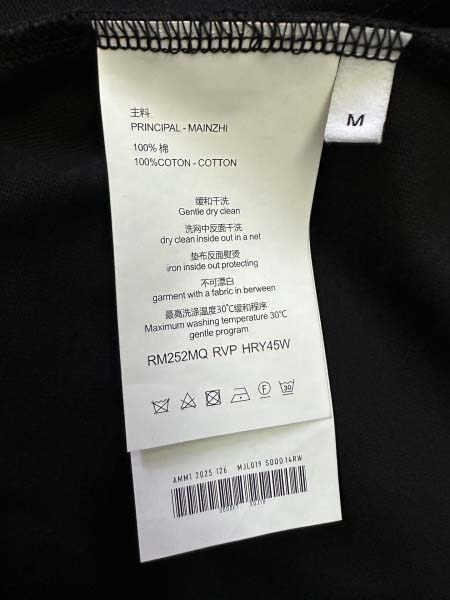 M
主料
PRINCIPAL - MAINZHI
100% 棉
100%COTON - COTTON
缓和干洗
Gentle dry clean
洗网中反面干洗
dry clean inside out in a net
垫布反面熨烫
iron inside out protecting
不可漂白
garment with a fabric in berween
最高洗涤温度30℃缓和程序
Maximum washing temperature 30℃
gentle program
RM252MQ RVP HRY45W
F
30
AMM1 2025 126 MJL019 S000 14RW